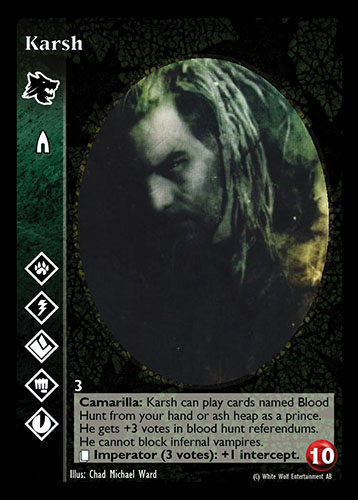 Karsh
3
Camarilla: Karsh can play cards named Blood
Hunt from your hand or ash heap as a prince.
He gets +3 votes in blood hunt referendums.
He cannot block infernal vampires.
Imperator (3 votes): +1 intercept.
10
Illus: Chad Michael Ward
(C) White Wolf Entertainment AB